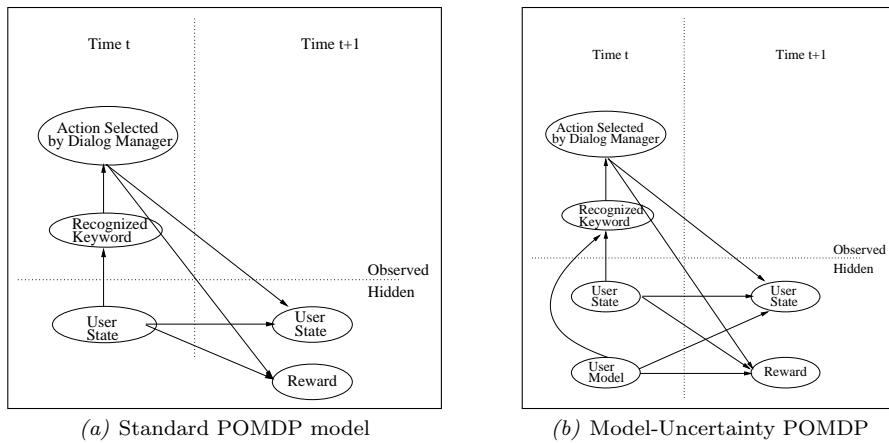 Time t
Time t+1
Action Selected
by Dialog Manager
Recognized
Keyword
Observed
Hidden
User
State
User
State
Reward
(a) Standard POMDP model
Time t
Time t+1
Action Selected
by Dialog Manager
Recognized
Keyword
Observed
Hidden
User
State
User
State
User
Model
Reward
(b) Model-Uncertainty POMDP